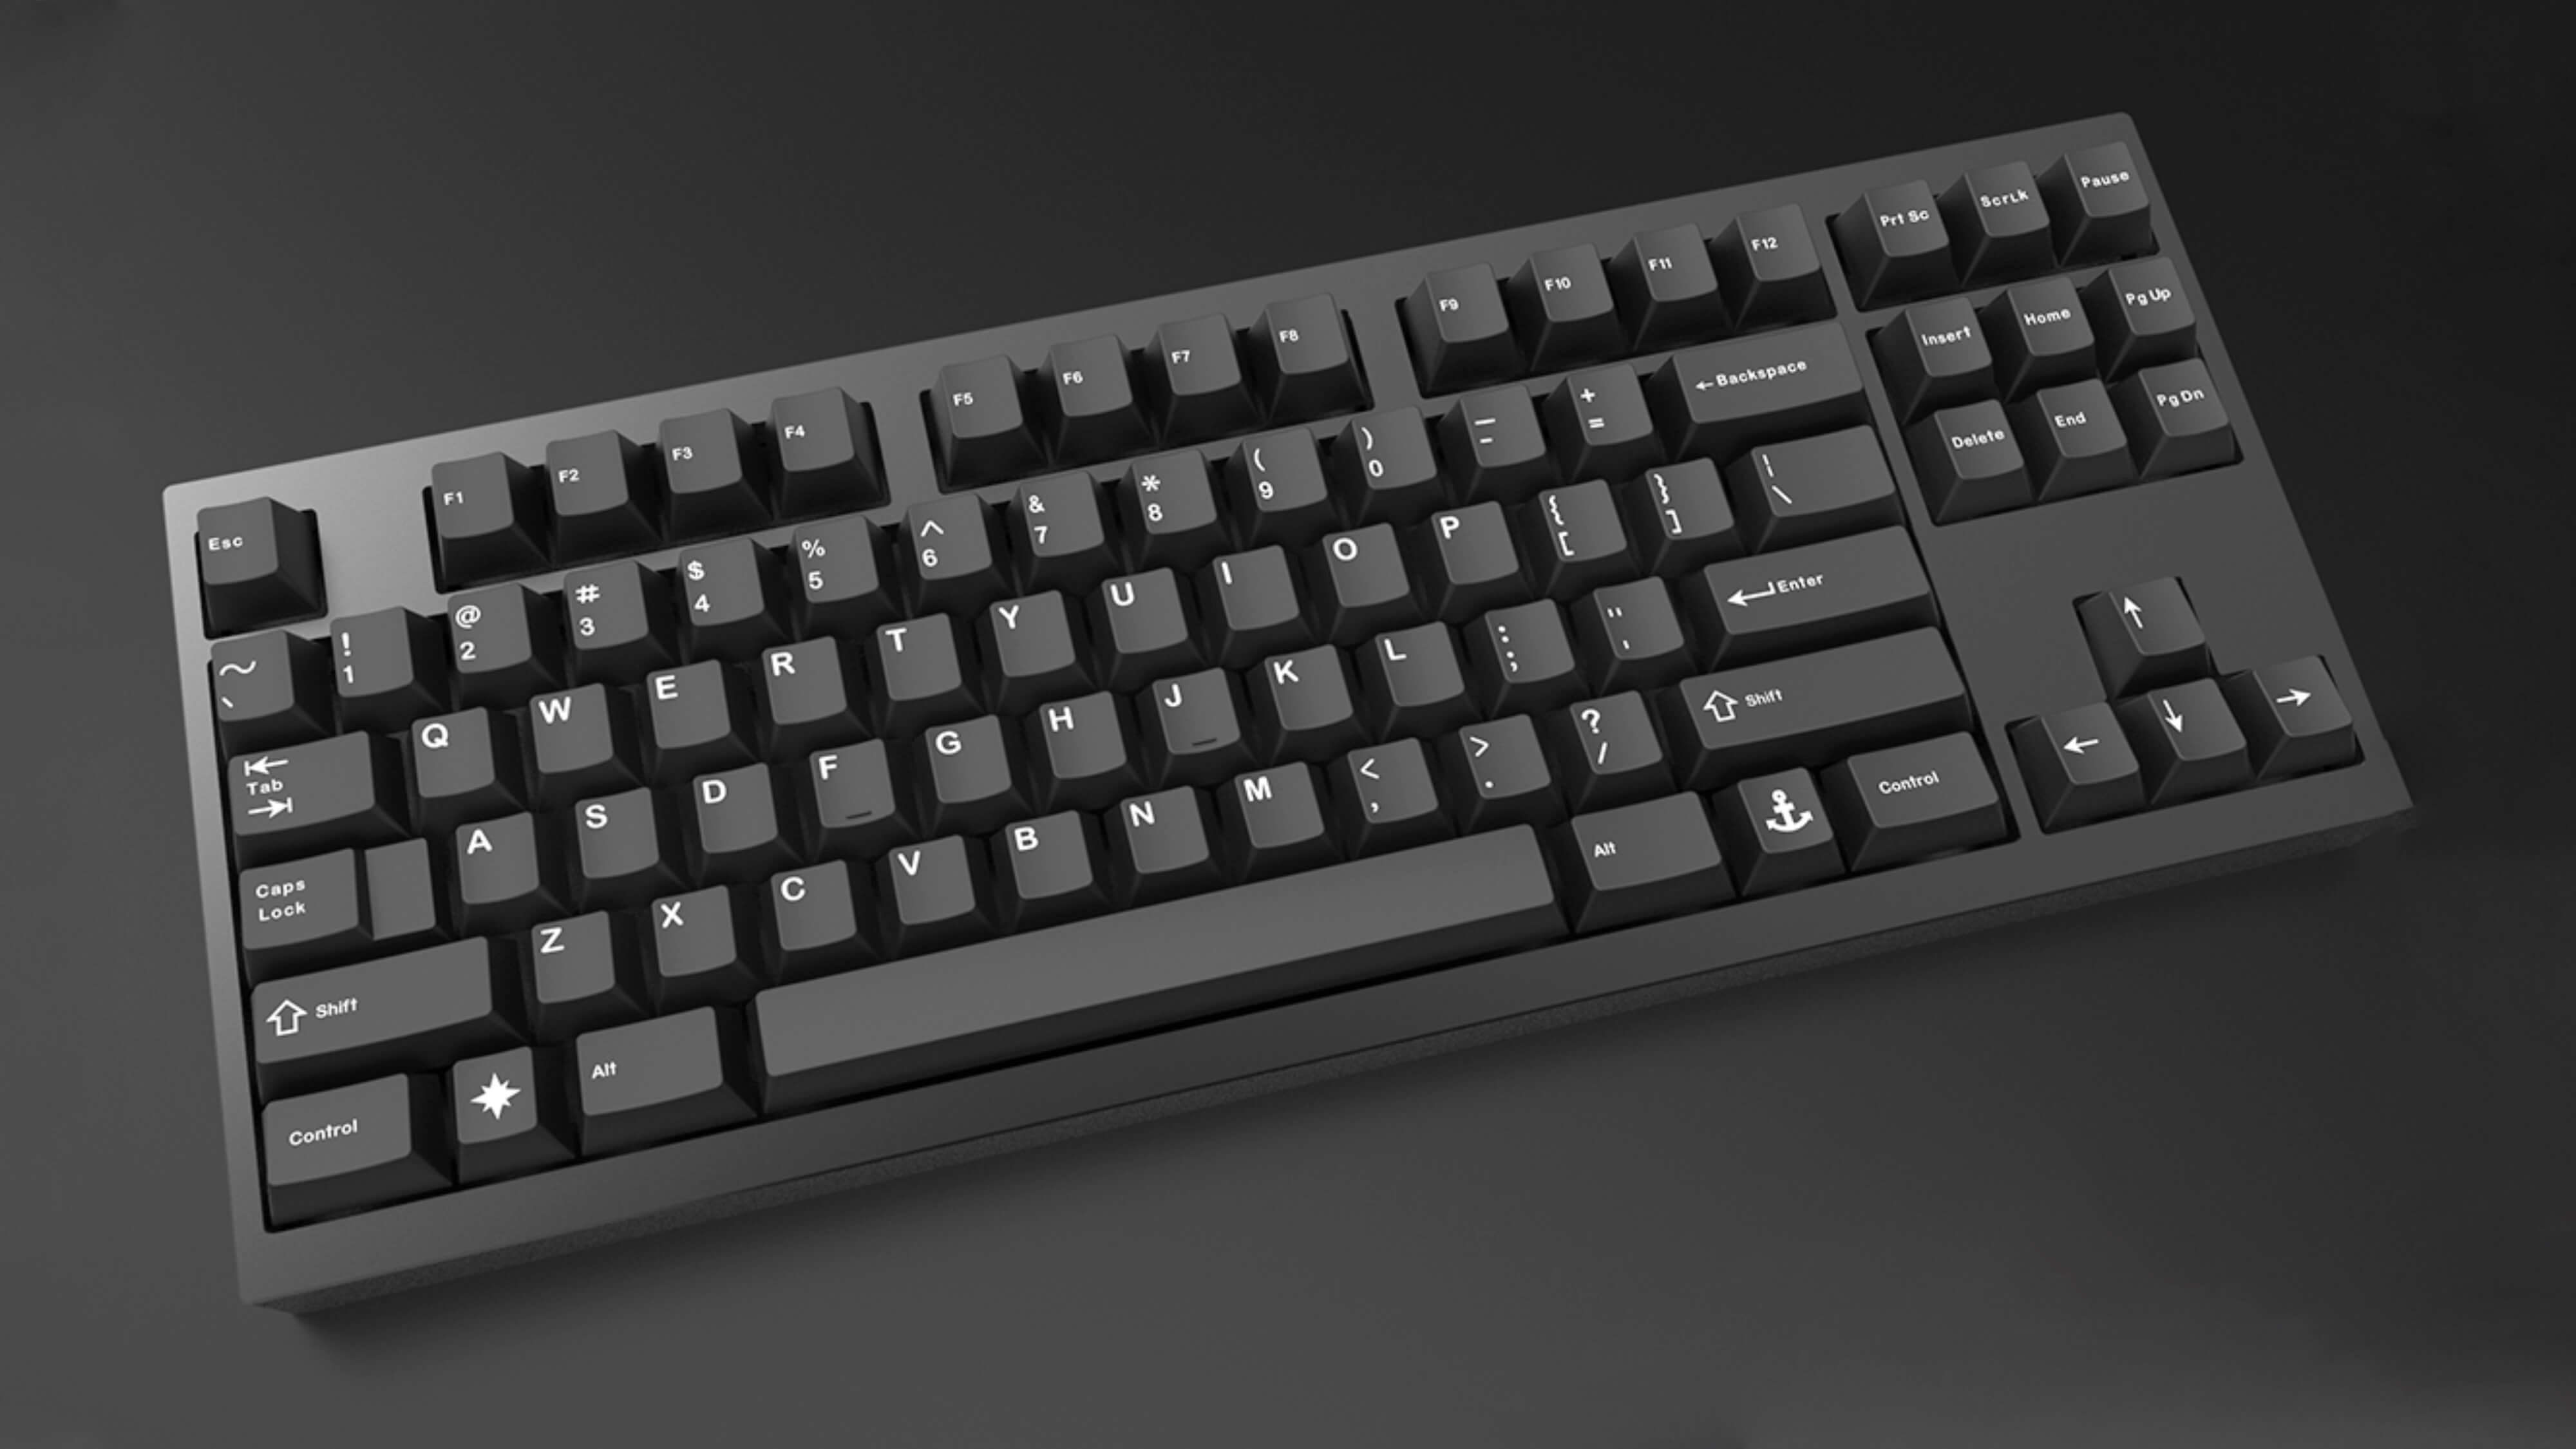 Esc F1 F2 F3 F4 F5 F6 F7 F8 F9 F10 F11 F12 Prt Sc ScrLk Pause
~ ! @ # $ % ^ & * ( ) _ +
` 1 2 3 4 5 6 7 8 9 0 - = ←Backspace Insert Home Pg Up
Tab Q W E R T Y U I O P { } |
[ ] \ Delete End Pg Dn
Caps
Lock A S D F G H J K L : "
; ' Enter
Shift Z X C V B N M < > ?
, . / Shift ↑
Control Alt Alt Control ← ↓ →